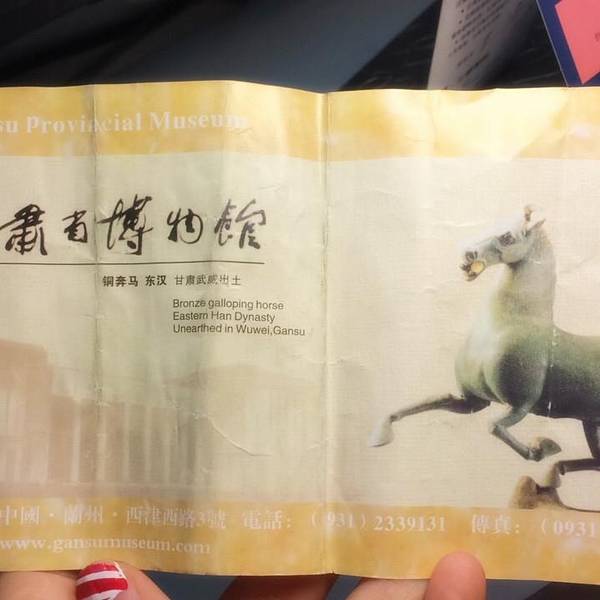 su Provincial Museum
肅省博物館
铜奔马 东汉 甘肃武威出土
Bronze galloping horse
Eastern Han Dynasty
Unearthed in Wuwei,Gansu
中國·蘭州·西津西路3號 電話：（931）2339131 傳真：（0931
www.gansumuseum.com